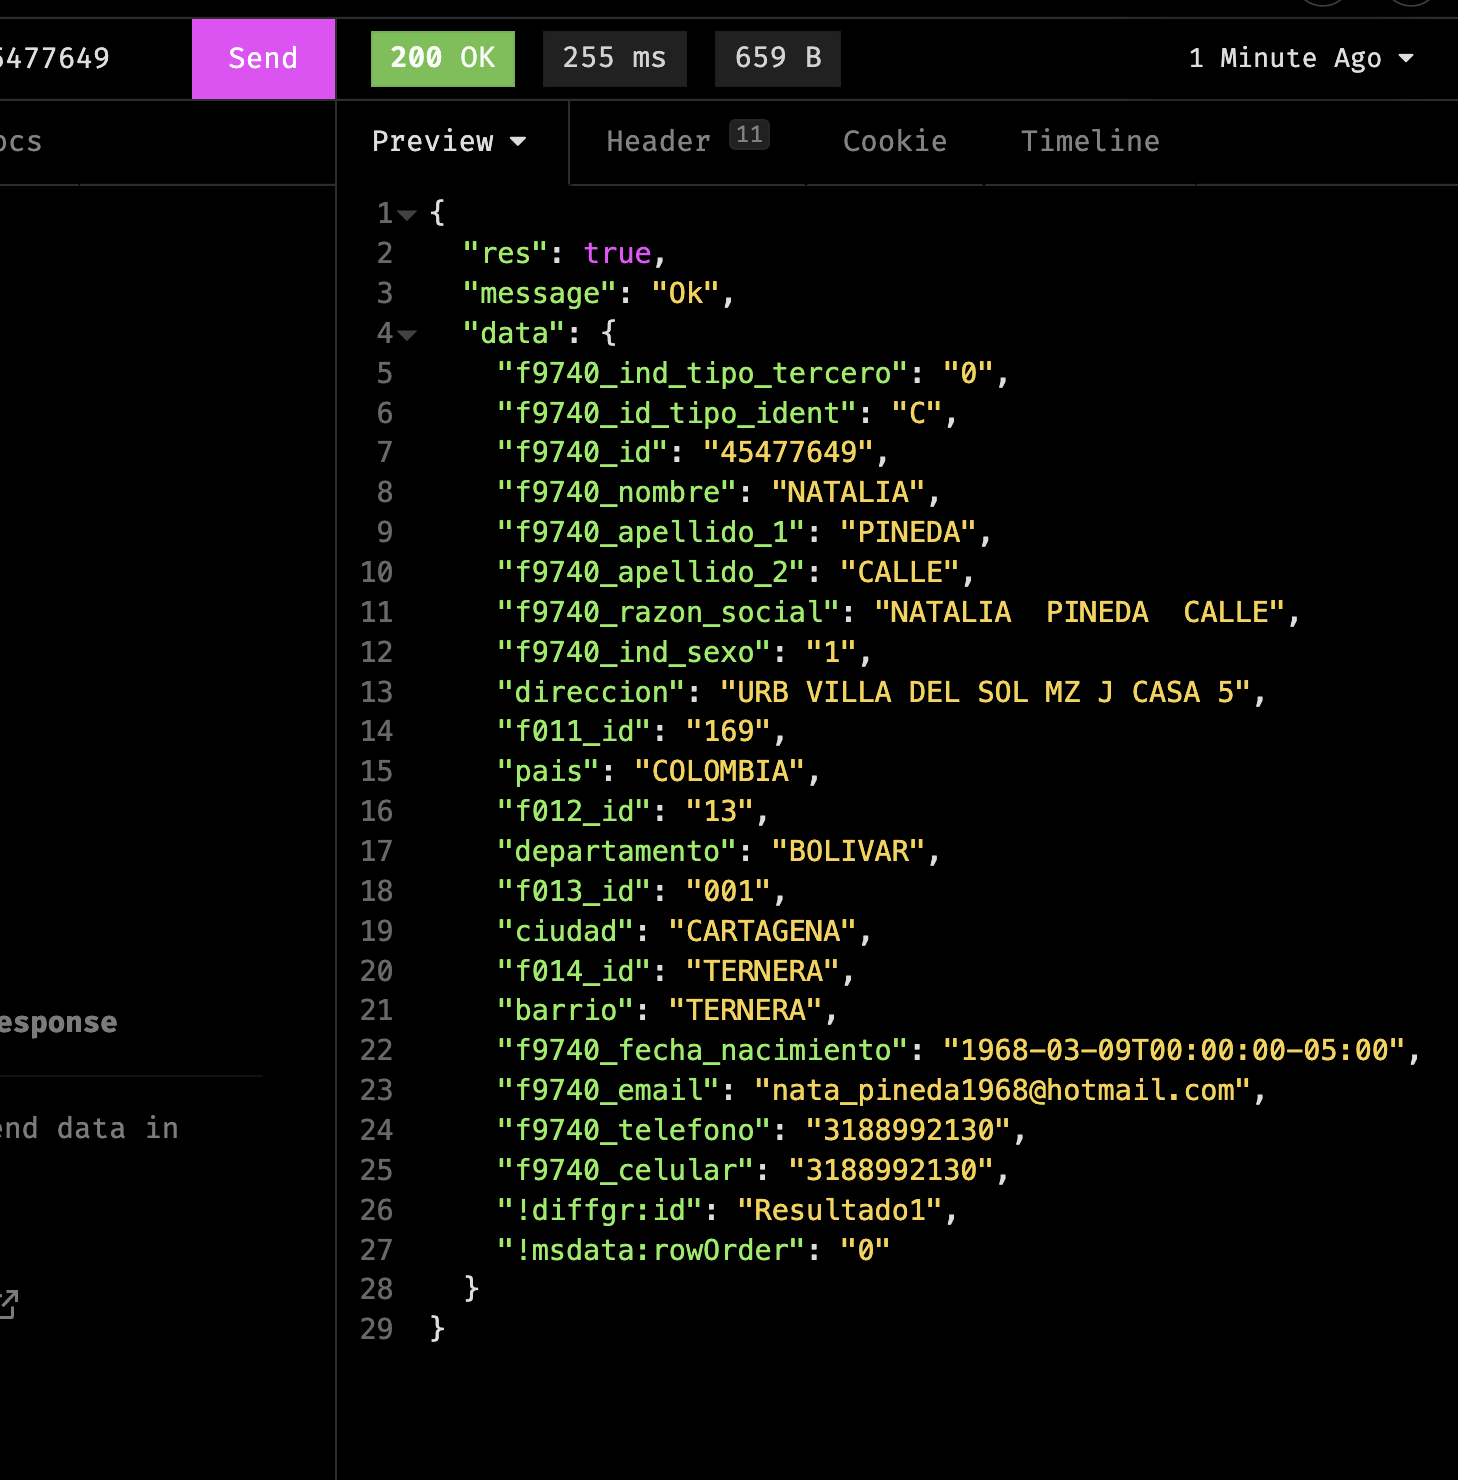 5477649 Send 200 OK 255 ms 659 B 1 Minute Ago
ocs Preview Header 11 Cookie Timeline
1 {
2 "res": true,
3 "message": "Ok",
4 "data": {
5 "f9740_ind_tipo_tercero": "0",
6 "f9740_id_tipo_ident": "C",
7 "f9740_id": "45477649",
8 "f9740_nombre": "NATALIA",
9 "f9740_apellido_1": "PINEDA",
10 "f9740_apellido_2": "CALLE",
11 "f9740_razon_social": "NATALIA  PINEDA  CALLE",
12 "f9740_ind_sexo": "1",
13 "direccion": "URB VILLA DEL SOL MZ J CASA 5",
14 "f011_id": "169",
15 "pais": "COLOMBIA",
16 "f012_id": "13",
17 "departamento": "BOLIVAR",
18 "f013_id": "001",
19 "ciudad": "CARTAGENA",
20 "f014_id": "TERNERA",
21 "barrio": "TERNERA",
22 "f9740_fecha_nacimiento": "1968-03-09T00:00:00-05:00",
23 "f9740_email": "nata_pineda1968@hotmail.com",
24 "f9740_telefono": "3188992130",
25 "f9740_celular": "3188992130",
26 "!diffgr:id": "Resultado1",
27 "!msdata:rowOrder": "0"
28 }
29 }
esponse
end data in